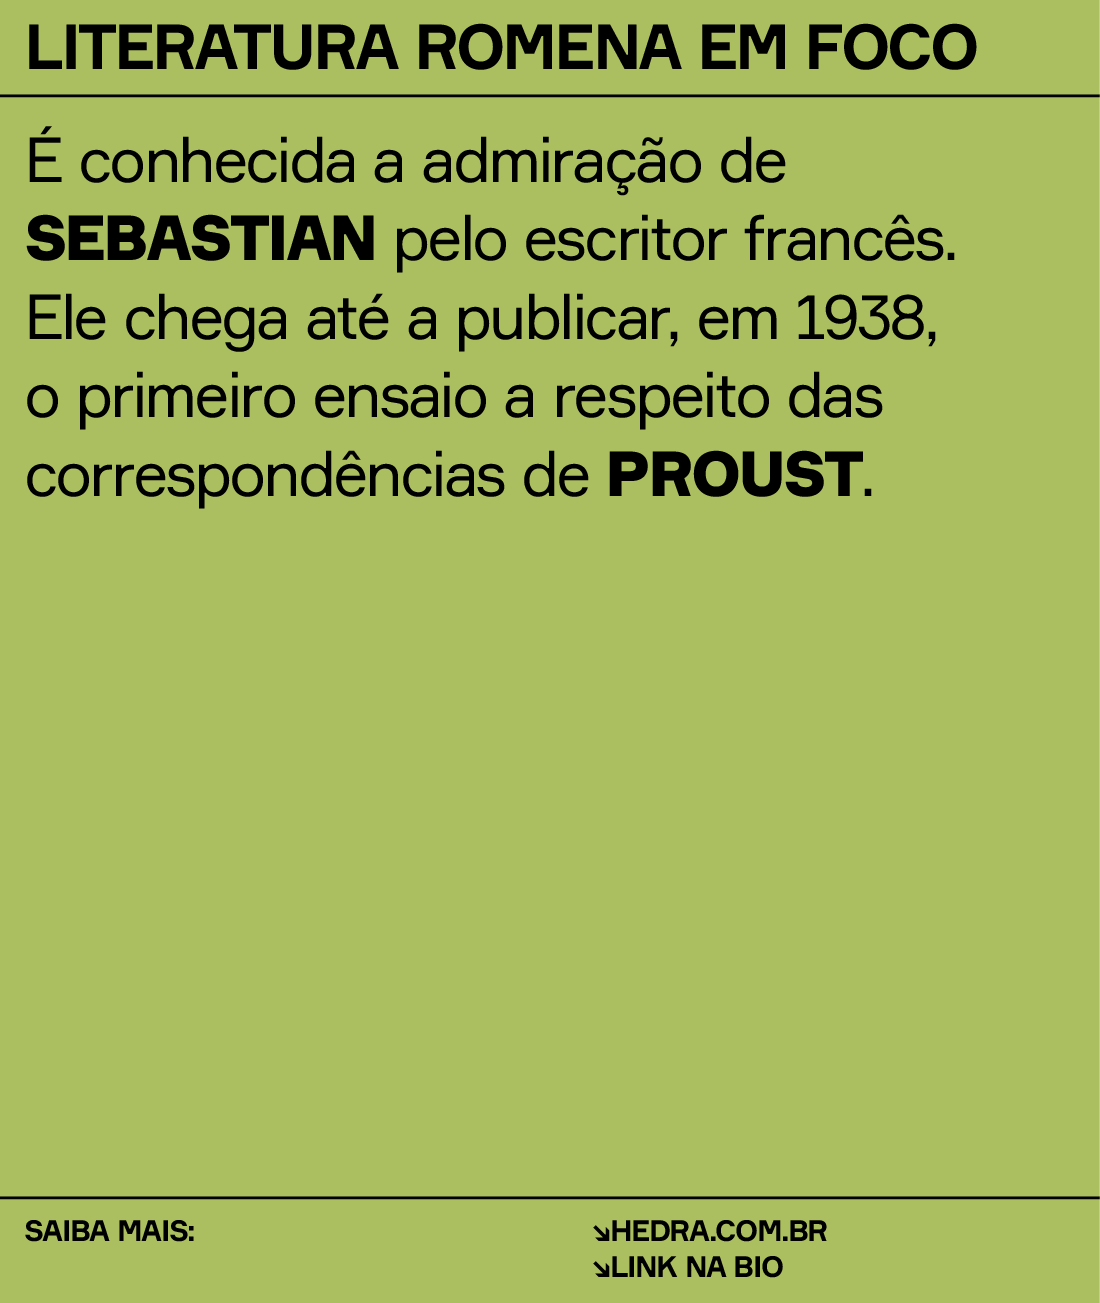 LITERATURA ROMENA EM FOCO
É conhecida a admiração de
SEBASTIAN pelo escritor francês.
Ele chega até a publicar, em 1938,
o primeiro ensaio a respeito das
correspondências de PROUST.
SAIBA MAIS:
↘HEDRA.COM.BR
↘LINK NA BIO